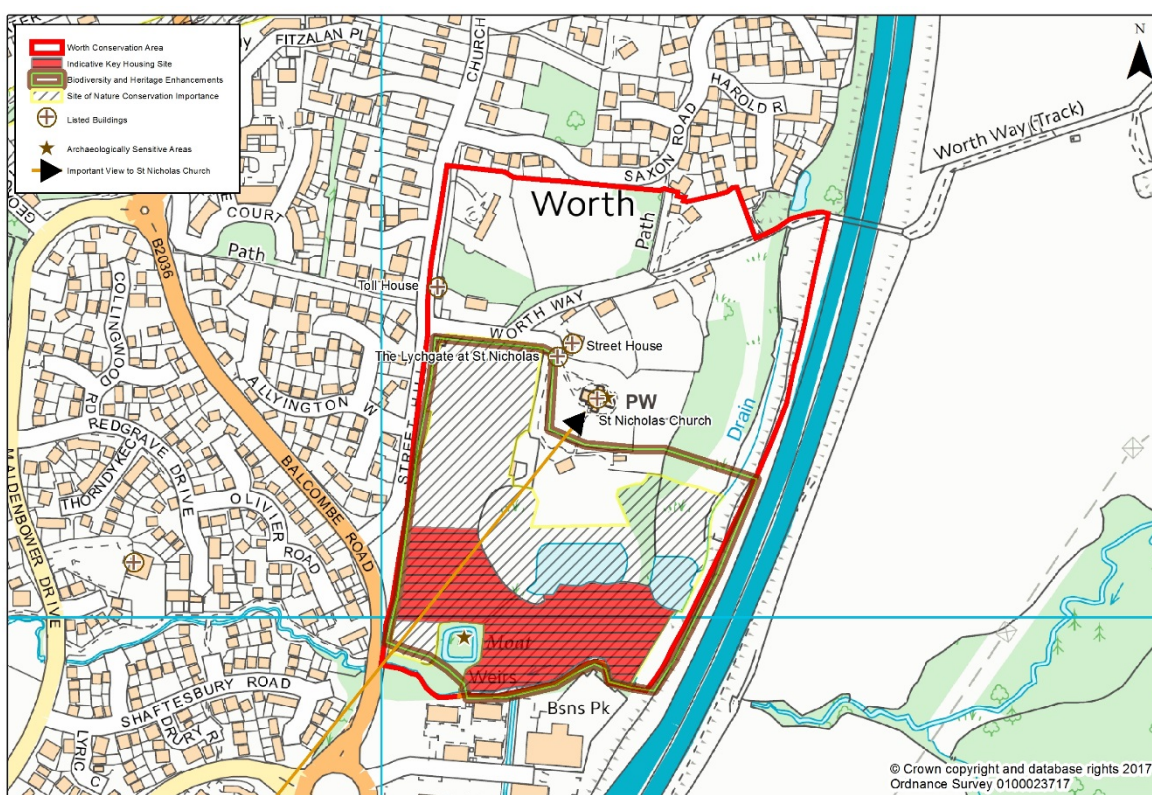 Worth Conservation Area
Indicative Key Housing Site
Biodiversity and Heritage Enhancements
Site of Nature Conservation Importance
Listed Buildings
Archaeologically Sensitive Areas
Important View to St Nicholas Church
FITZALAN PL
CHURCH
HAROLD R
SAXON ROAD
N
Worth Way (Track)
Worth
COURT
Path
Path
B2036
Toll House
WORTH WAY
Street House
The Lychgate at St Nicholas
PW
St Nicholas Church
COLLINGWOOD
RD
ALLYINGTON W
REDGRAVE DRIVE
THORNDYKE C
OLIVIER ROAD
MAIDENBOWER DRIVE
BALCOMBE ROAD
STREET HILL
Drain
Moat
Weirs
SHAFTESBURY ROAD
DRURY R
LYRIC C
Bsns Pk
© Crown copyright and database rights 2017
Ordnance Survey 0100023717